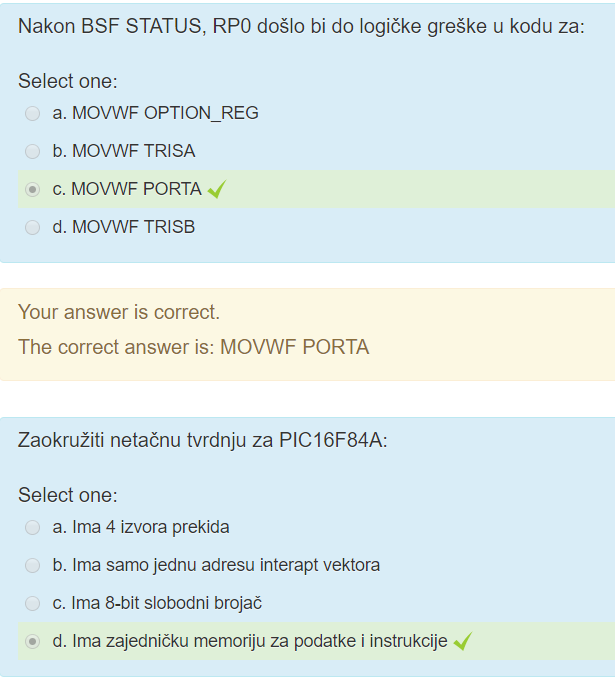 Nakon BSF STATUS, RP0 došlo bi do logičke greške u kodu za:
Select one:
a. MOVWF OPTION_REG
b. MOVWF TRISA
c. MOVWF PORTA
d. MOVWF TRISB
Your answer is correct.
The correct answer is: MOVWF PORTA
Zaokružiti netačnu tvrdnju za PIC16F84A:
Select one:
a. Ima 4 izvora prekida
b. Ima samo jednu adresu interapt vektora
c. Ima 8-bit slobodni brojač
d. Ima zajedničku memoriju za podatke i instrukcije